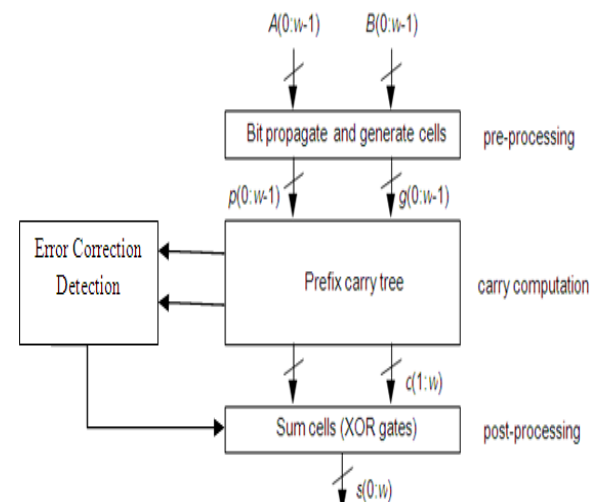 A(0:w-1) B(0:w-1)
Bit propagate and generate cells
pre-processing
p(0:w-1) g(0:w-1)
Error Correction
Detection
Prefix carry tree
carry computation
c(1:w)
Sum cells (XOR gates)
post-processing
s(0:w)